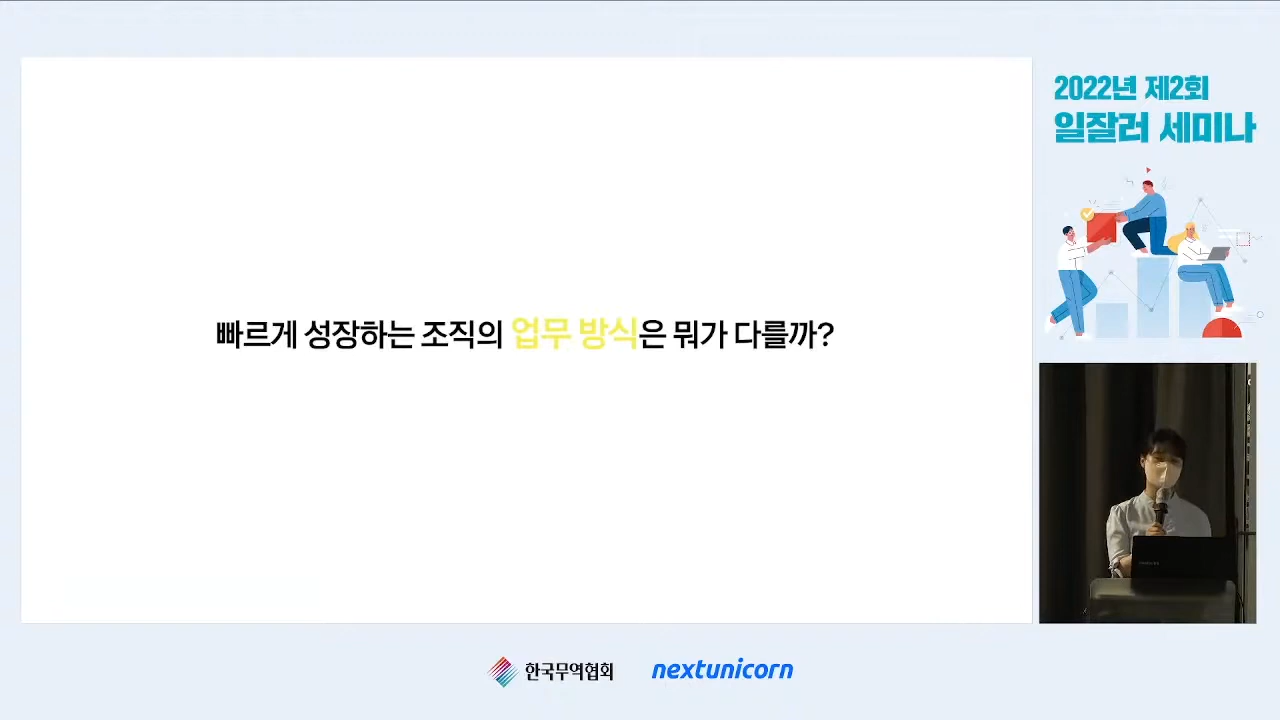 2022년 제2회
일잘러 세미나
빠르게 성장하는 조직의 업무 방식은 뭐가 다를까?
한국무역협회
nextunicorn